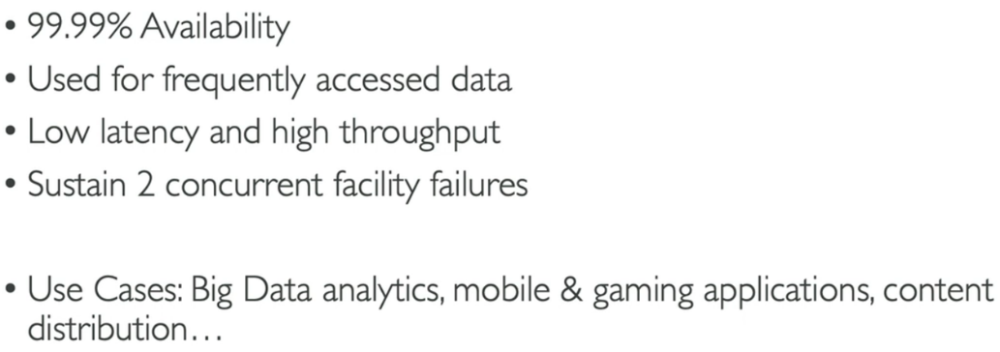 • 99.99% Availability
• Used for frequently accessed data
• Low latency and high throughput
• Sustain 2 concurrent facility failures
• Use Cases: Big Data analytics, mobile & gaming applications, content
distribution…